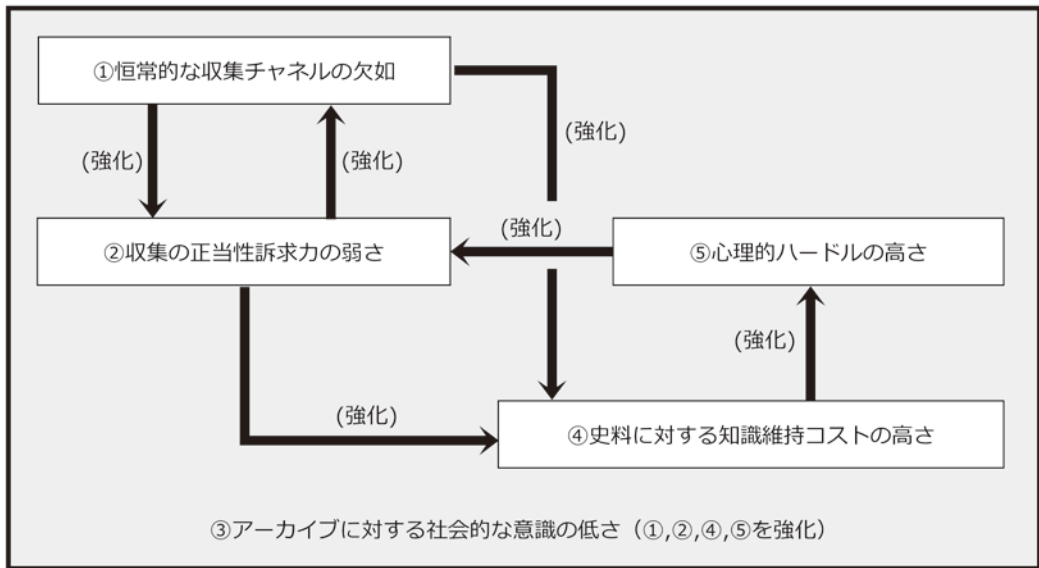 ①恒常的な収集チャネルの欠如
(強化)
(強化)
(強化)
②収集の正当性訴求力の弱さ
(強化)
⑤心理的ハードルの高さ
(強化)
(強化)
④史料に対する知識維持コストの高さ
③アーカイブに対する社会的な意識の低さ（①,②,④,⑤を強化）